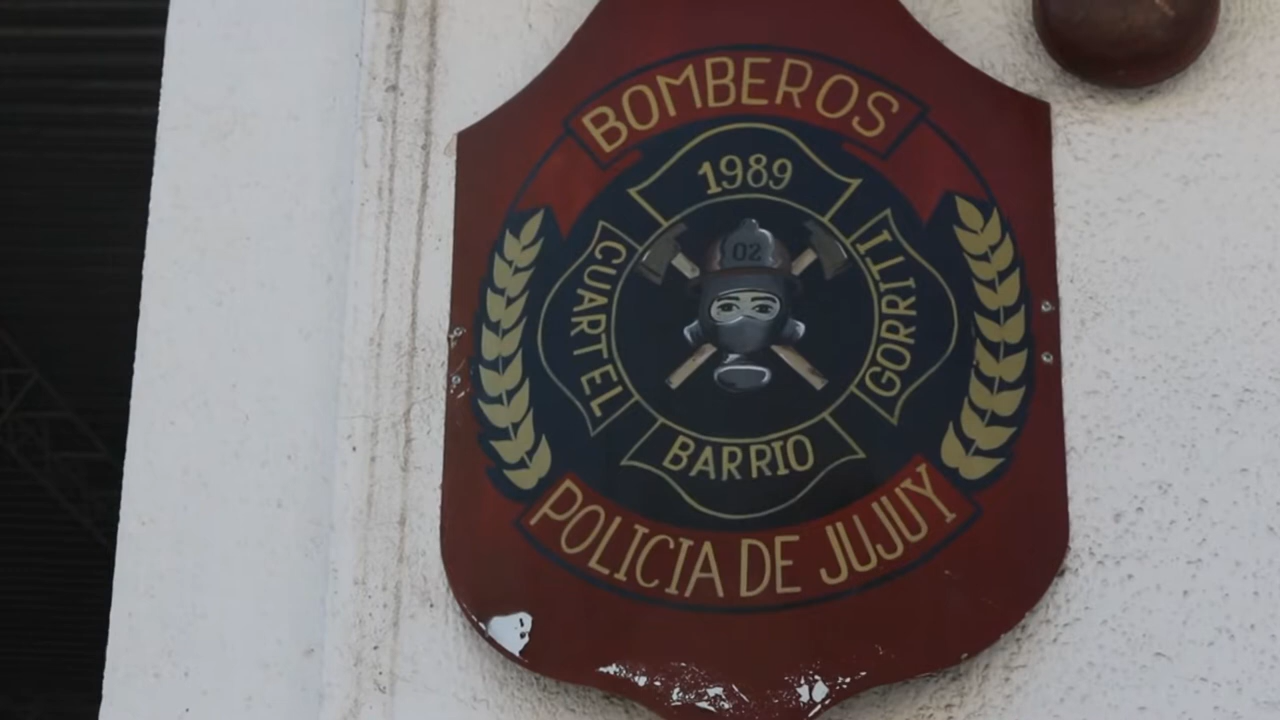 BOMBEROS
1989
02
CUARTEL
BARRIO
GORRITI
POLICIA DE JUJUY